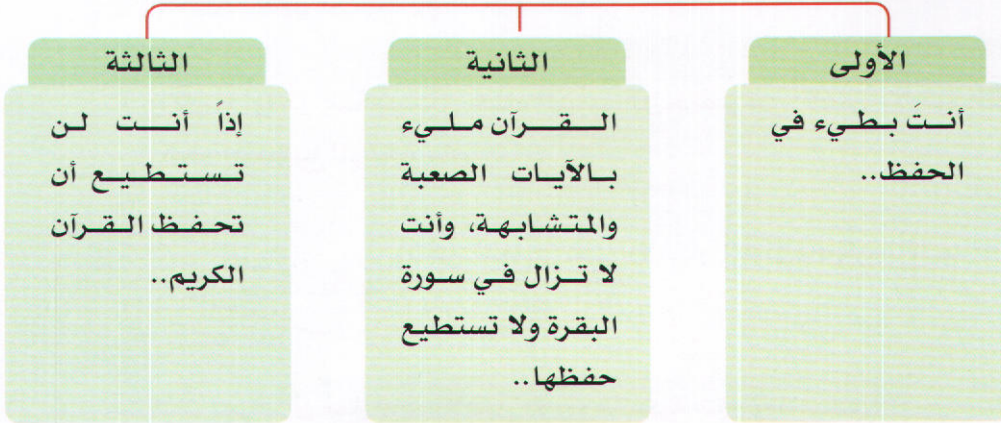 الأولى
أنتَ بطيء في
الحفظ..
الثانية
القرآن مليء
بالآيات الصعبة
والمتشابهة، وأنت
لا تزال في سورة
البقرة ولا تستطيع
حفظها..
الثالثة
إذاً أنت لن
تستطيع أن
تحفظ القرآن
الكريم..